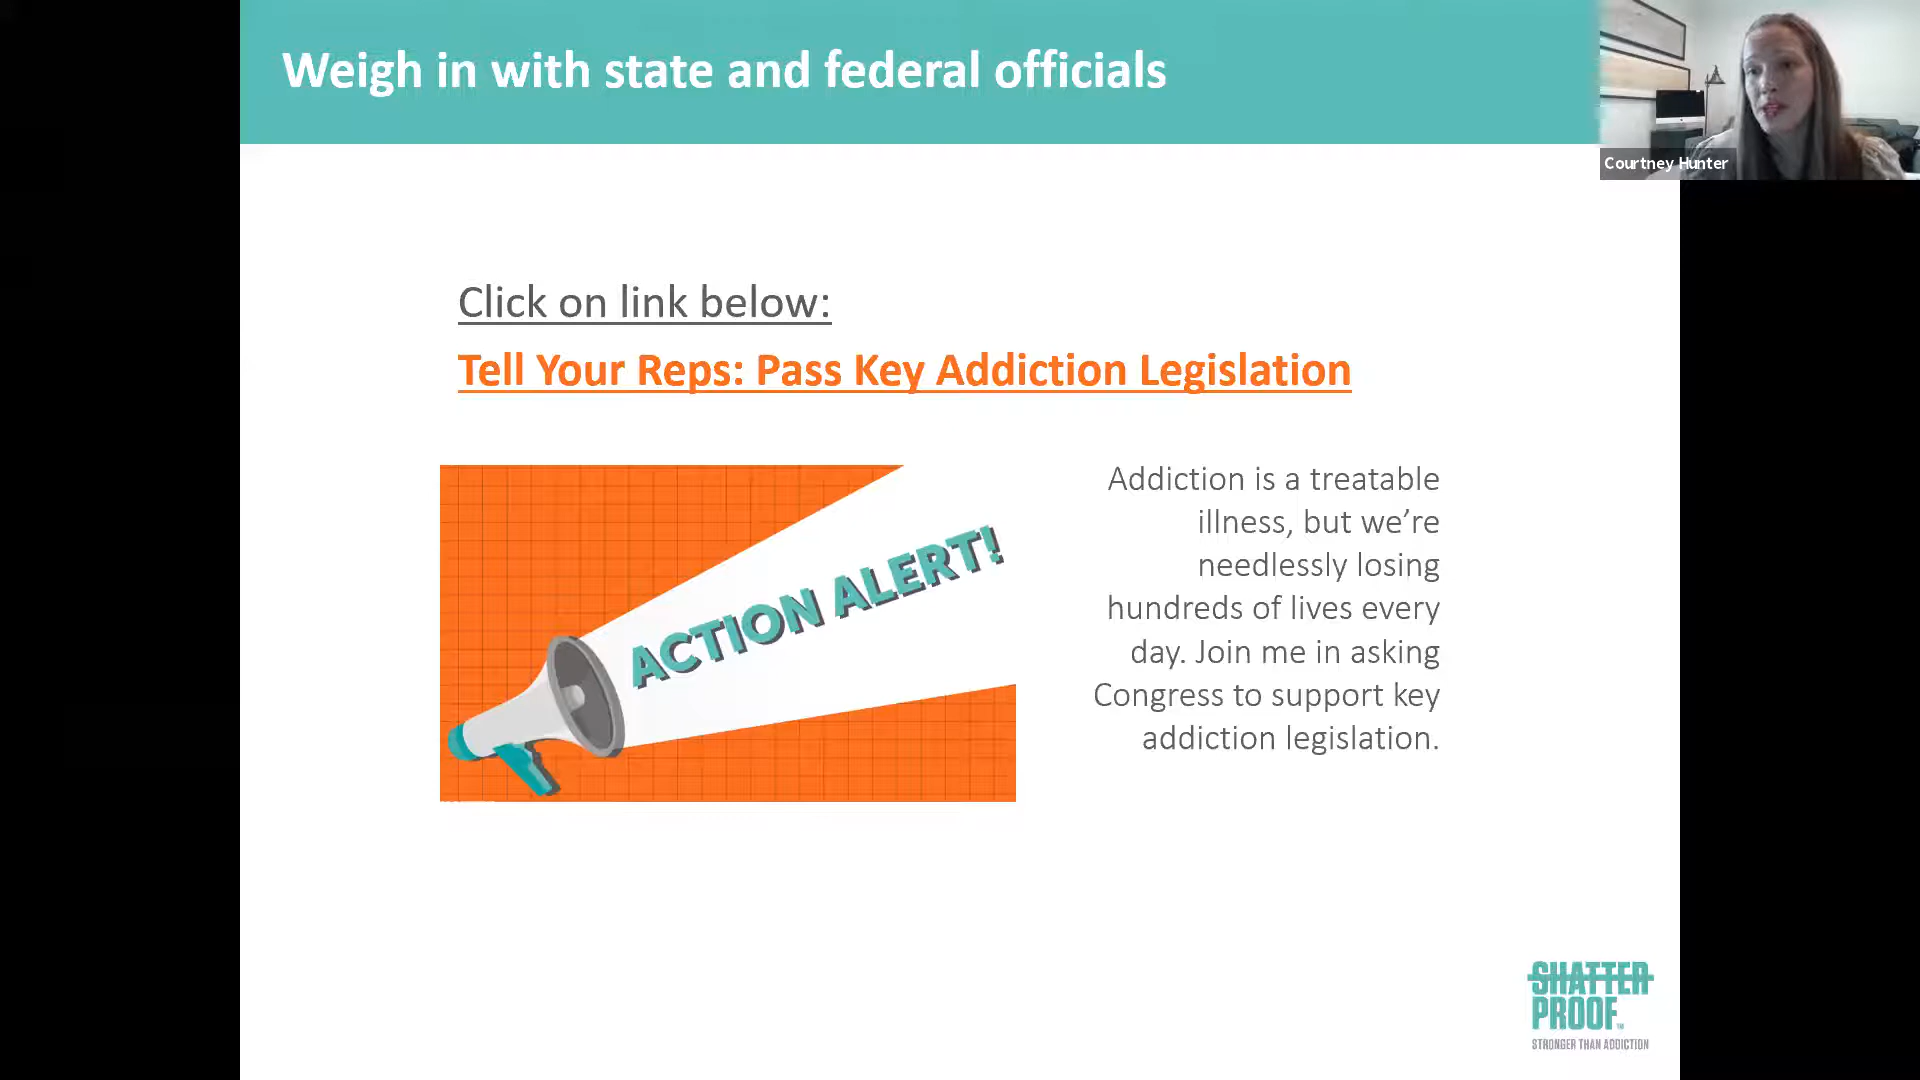 Weigh in with state and federal officials
Courtney Hunter
Click on link below:
Tell Your Reps: Pass Key Addiction Legislation
ACTION ALERT!
Addiction is a treatable
illness, but we’re
needlessly losing
hundreds of lives every
day. Join me in asking
Congress to support key
addiction legislation.
SHATTER
PROOF™
STRONGER THAN ADDICTION